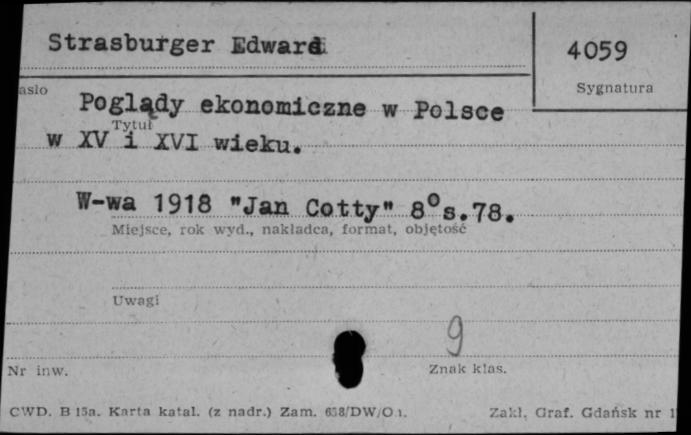 Strasburger Edward
4059
Sygnatura
asło
Poglądy ekonomiczne w Polsce
Tytuł
w XV i XVI wieku.
W-wa 1918 "Jan Cotty" 8° s.78.
Miejsce, rok wyd., nakładca, format, objętość
Uwagi
9
Nr inw.
Znak klas.
CWD. B 15a. Karta katal. (z nadr.) Zam. 658/DW/O
Zakł. Graf. Gdańsk nr 1